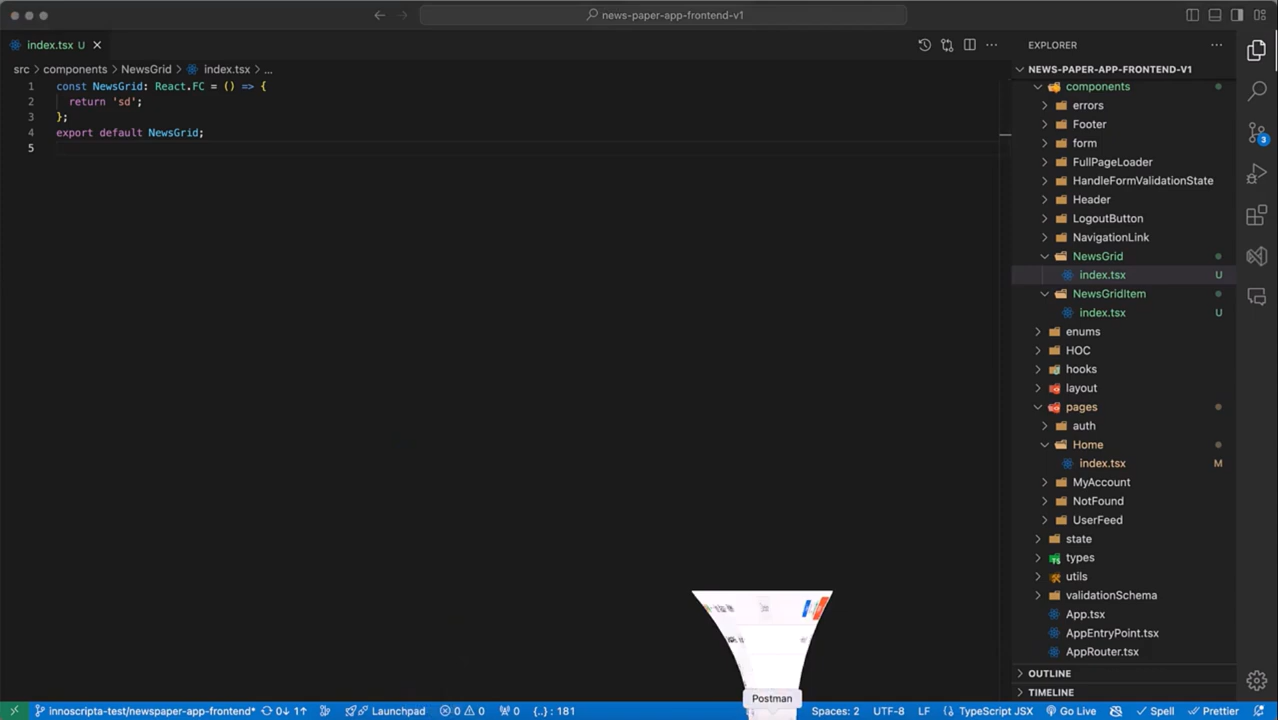 news-paper-app-frontend-v1
index.tsx U
src > components > NewsGrid > index.tsx > ...
1 const NewsGrid: React.FC = () => {
2 return 'sd';
3 };
4 export default NewsGrid;
5
EXPLORER
NEWS-PAPER-APP-FRONTEND-V1
components
errors
Footer
form
FullPageLoader
HandleFormValidationState
Header
LogoutButton
NavigationLink
NewsGrid
index.tsx U
NewsGridItem
index.tsx U
enums
HOC
hooks
layout
pages
auth
Home
index.tsx M
MyAccount
NotFound
UserFeed
state
types
utils
validationSchema
App.tsx
AppEntryPoint.tsx
AppRouter.tsx
OUTLINE
TIMELINE
3
Postman
innoscripta-test/newspaper-app-frontend* 0↓ 1↑ Launchpad 0 0 0 {..} : 181 Spaces: 2 UTF-8 LF {} TypeScript JSX Go Live Spell Prettier